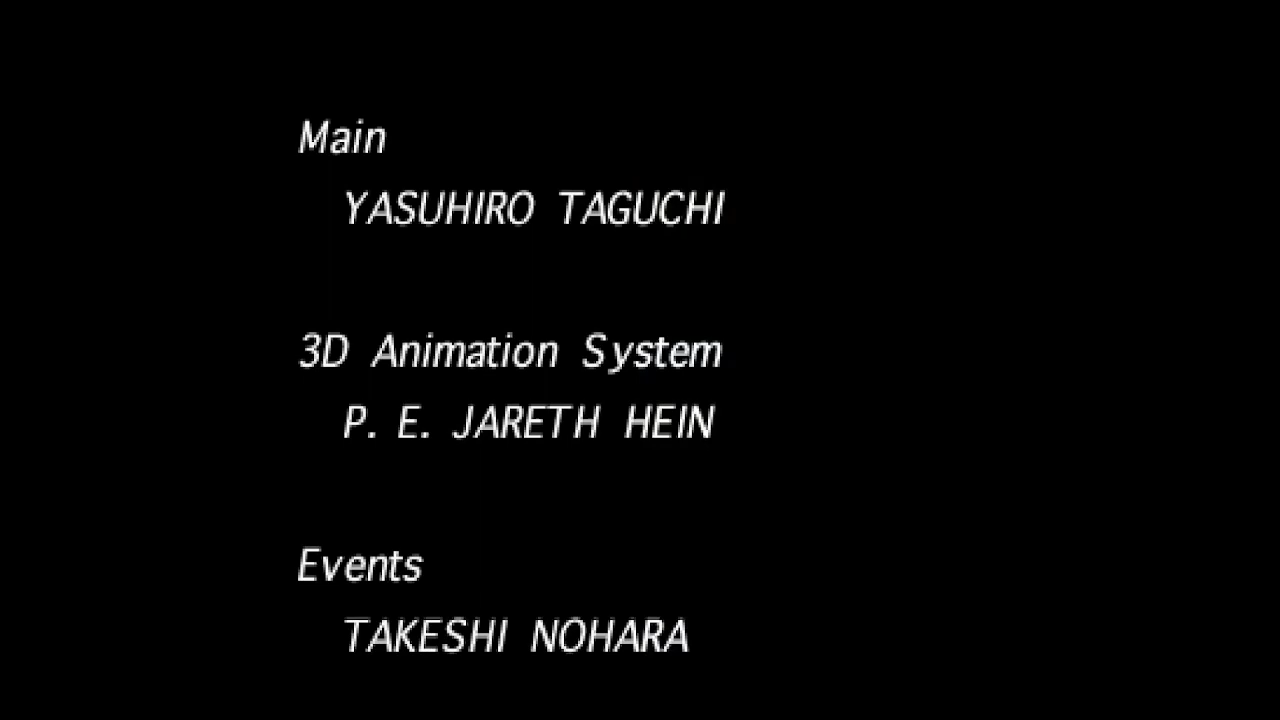 Main
YASUHIRO TAGUCHI
3D Animation System
P. E. JARETH HEIN
Events
TAKESHI NOHARA